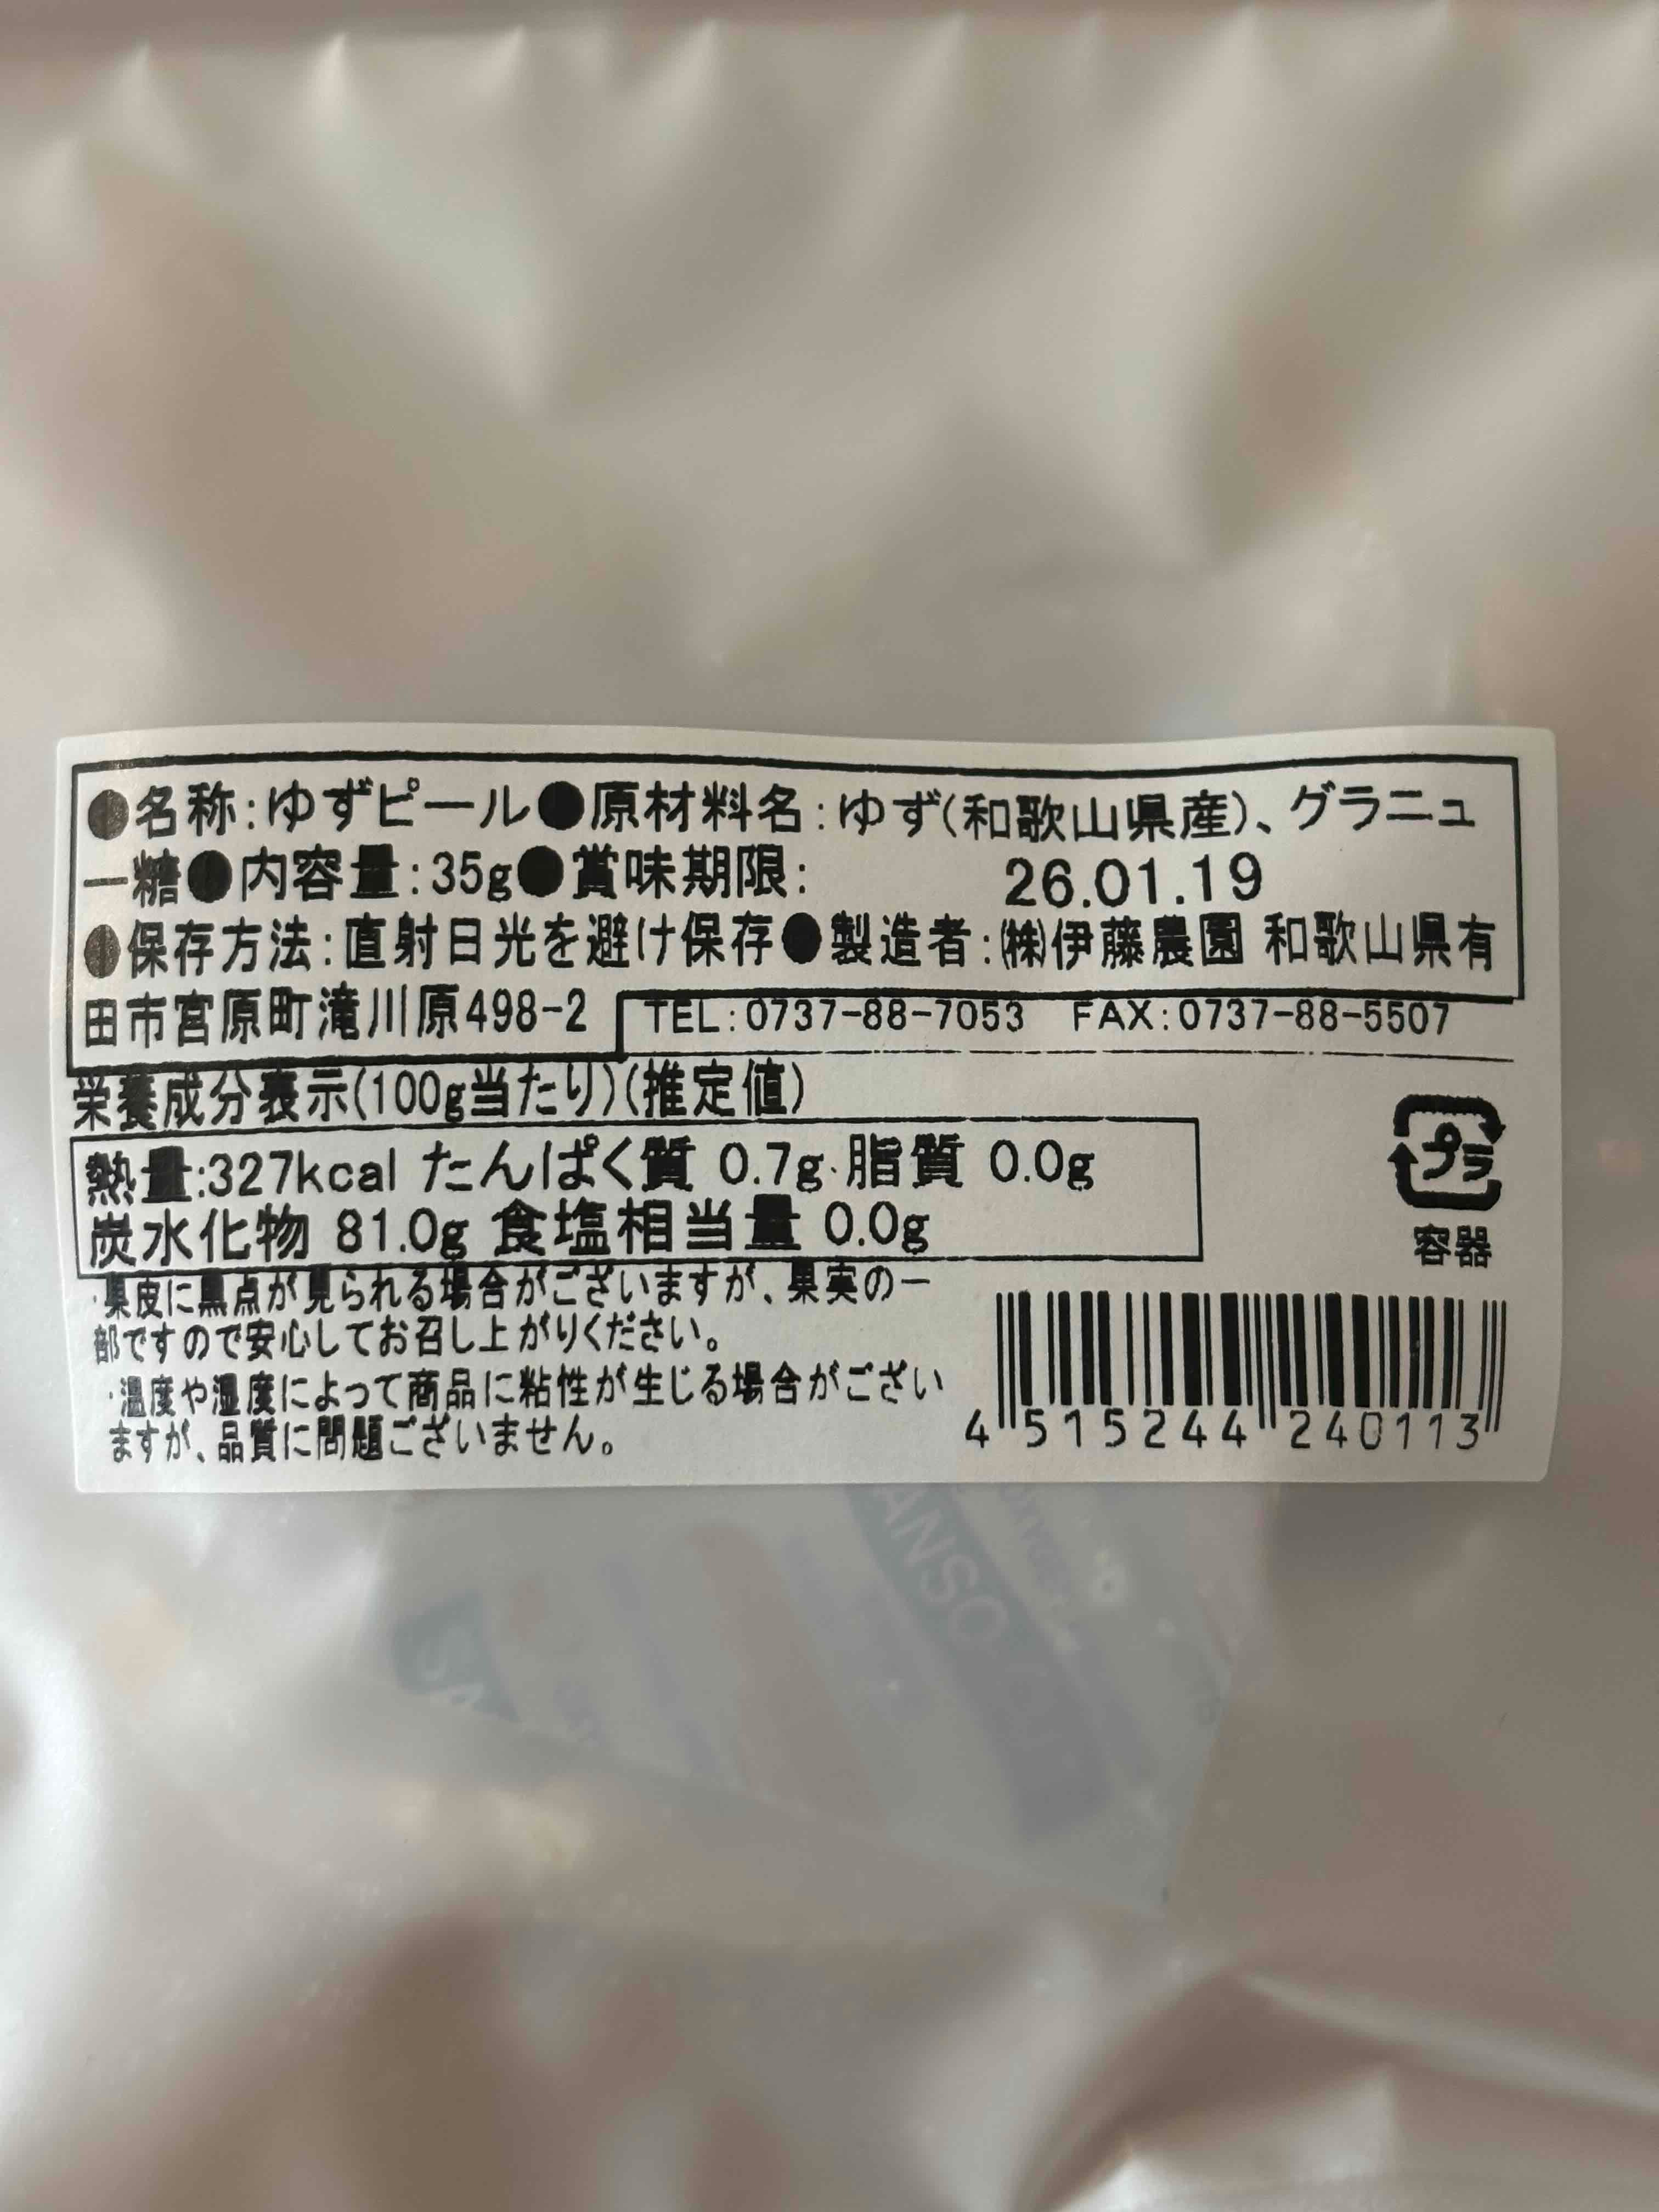 ●名称:ゆずピール●原材料名:ゆず(和歌山県産)、グラニュ
ー糖●内容量:35g●賞味期限: 26.01.19
●保存方法:直射日光を避け保存●製造者:㈱伊藤農園 和歌山県有
田市宮原町滝川原498-2
TEL:0737-88-7053 FAX:0737-88-5507
栄養成分表示(100g当たり)(推定値)
熱量:327kcal たんぱく質 0.7g 脂質 0.0g
炭水化物 81.0g 食塩相当量 0.0g
プラ
容器
・果皮に黒点が見られる場合がございますが、果実の一
部ですので安心してお召し上がりください。
・温度や湿度によって商品に粘性が生じる場合がござい
ますが、品質に問題ございません。
4 515244 240113
ANSO
SA